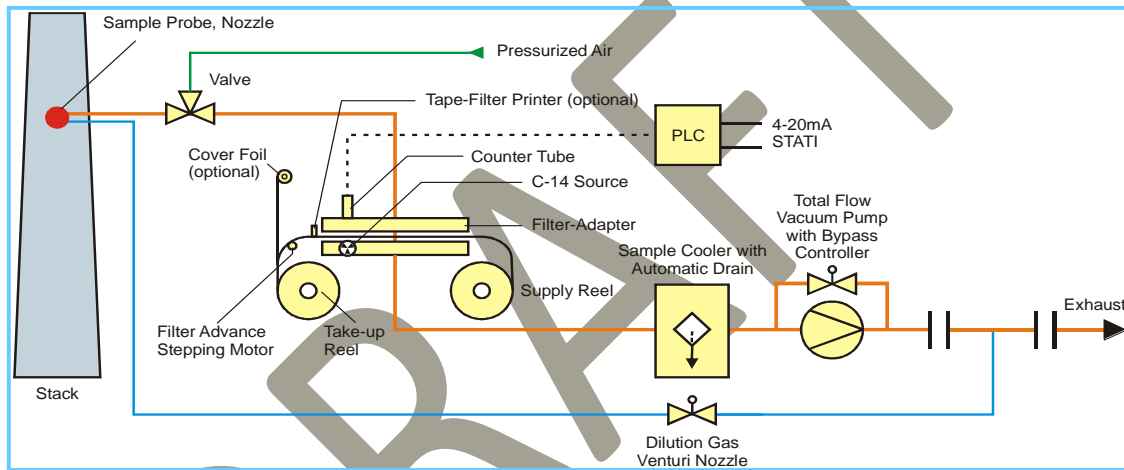 Sample Probe, Nozzle
Pressurized Air
Valve
Tape-Filter Printer (optional)
PLC
4-20mA
STATI
Cover Foil
(optional)
Counter Tube
C-14 Source
Filter-Adapter
Total Flow
Vacuum Pump
with Bypass
Controller
Sample Cooler with
Automatic Drain
Supply Reel
Exhaust
Filter Advance
Stepping Motor
Take-up
Reel
Stack
Dilution Gas
Venturi Nozzle
DRAFT